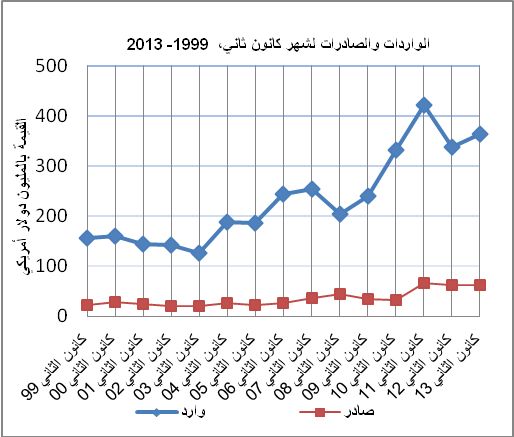 الواردات والصادرات لشهر كانون ثاني، 1999- 2013
القيمة بالمليون دولار أمريكي
500
400
300
200
100
0
كانون الثاني 99
كانون الثاني 00
كانون الثاني 01
كانون الثاني 02
كانون الثاني 03
كانون الثاني 04
كانون الثاني 05
كانون الثاني 06
كانون الثاني 07
كانون الثاني 08
كانون الثاني 09
كانون الثاني 10
كانون الثاني 11
كانون الثاني 12
كانون الثاني 13
وارد
صادر